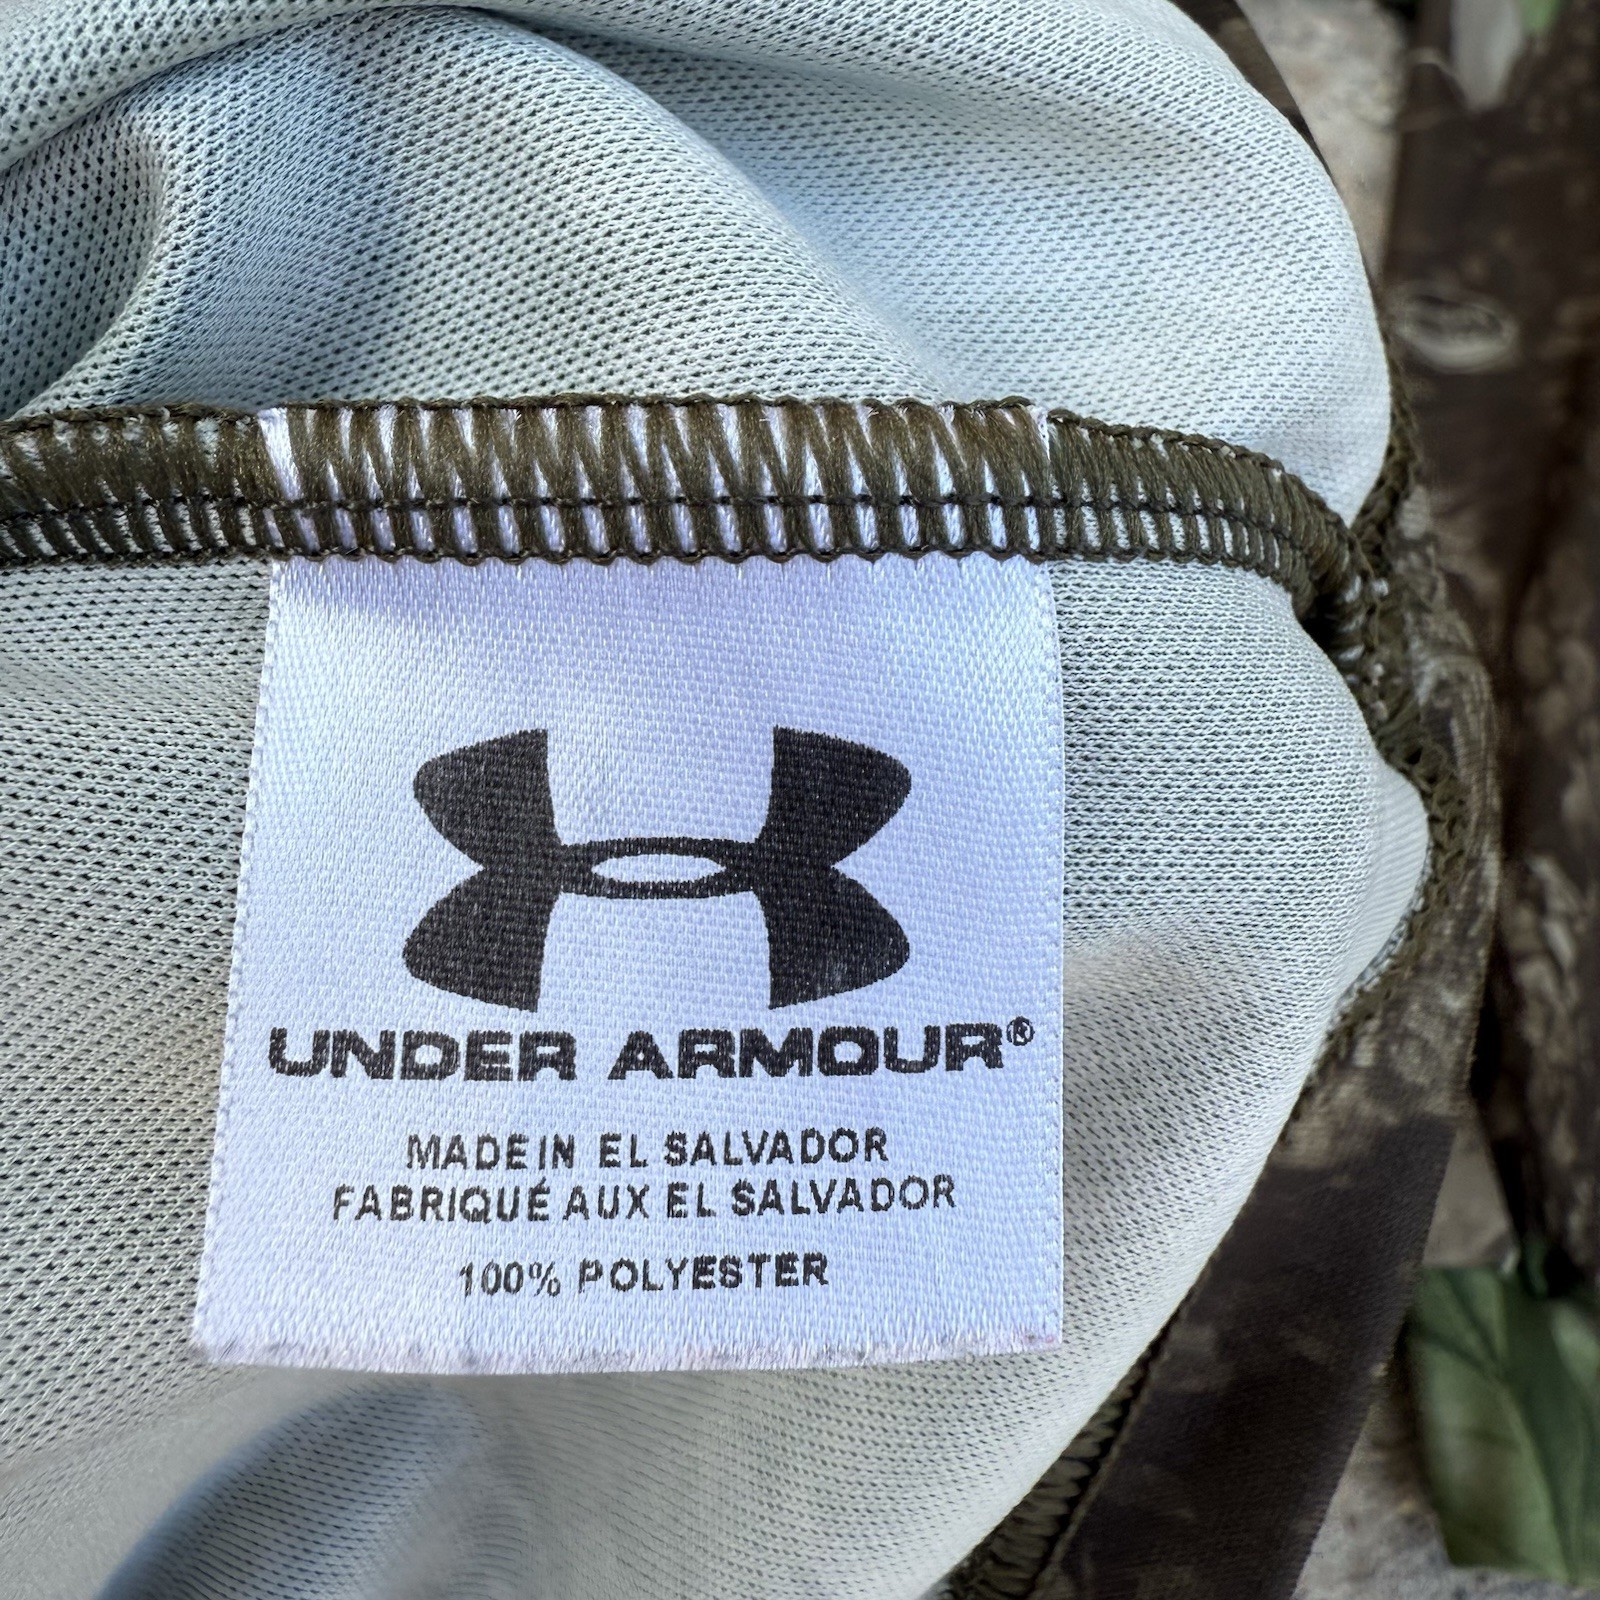 UNDER ARMOUR®
MADE IN EL SALVADOR
FABRIQUÉ AUX EL SALVADOR
100% POLYESTER